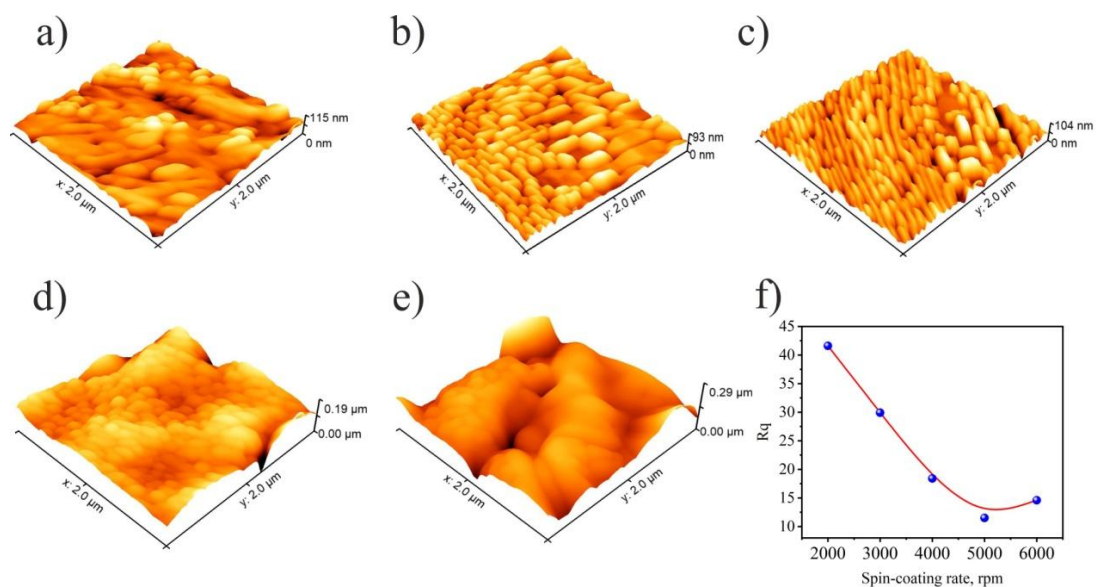 a)
115 nm
0 nm
x: 2.0 μm
y: 2.0 μm
b)
93 nm
0 nm
x: 2.0 μm
y: 2.0 μm
c)
104 nm
0 nm
x: 2.0 μm
y: 2.0 μm
d)
0.19 μm
0.00 μm
x: 2.0 μm
y: 2.0 μm
e)
0.29 μm
0.00 μm
x: 2.0 μm
y: 2.0 μm
f)
45
40
35
30
25
20
15
10
Rq
2000 3000 4000 5000 6000
Spin-coating rate, rpm